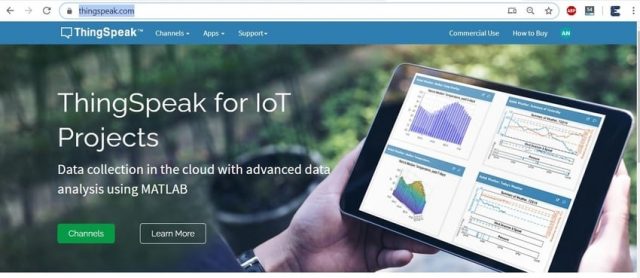 thingspeak.com
ThingSpeak™
Channels Apps Support Commercial Use How to Buy AN
ThingSpeak for IoT
Projects
Data collection in the cloud with advanced data
analysis using MATLAB
Channels Learn More